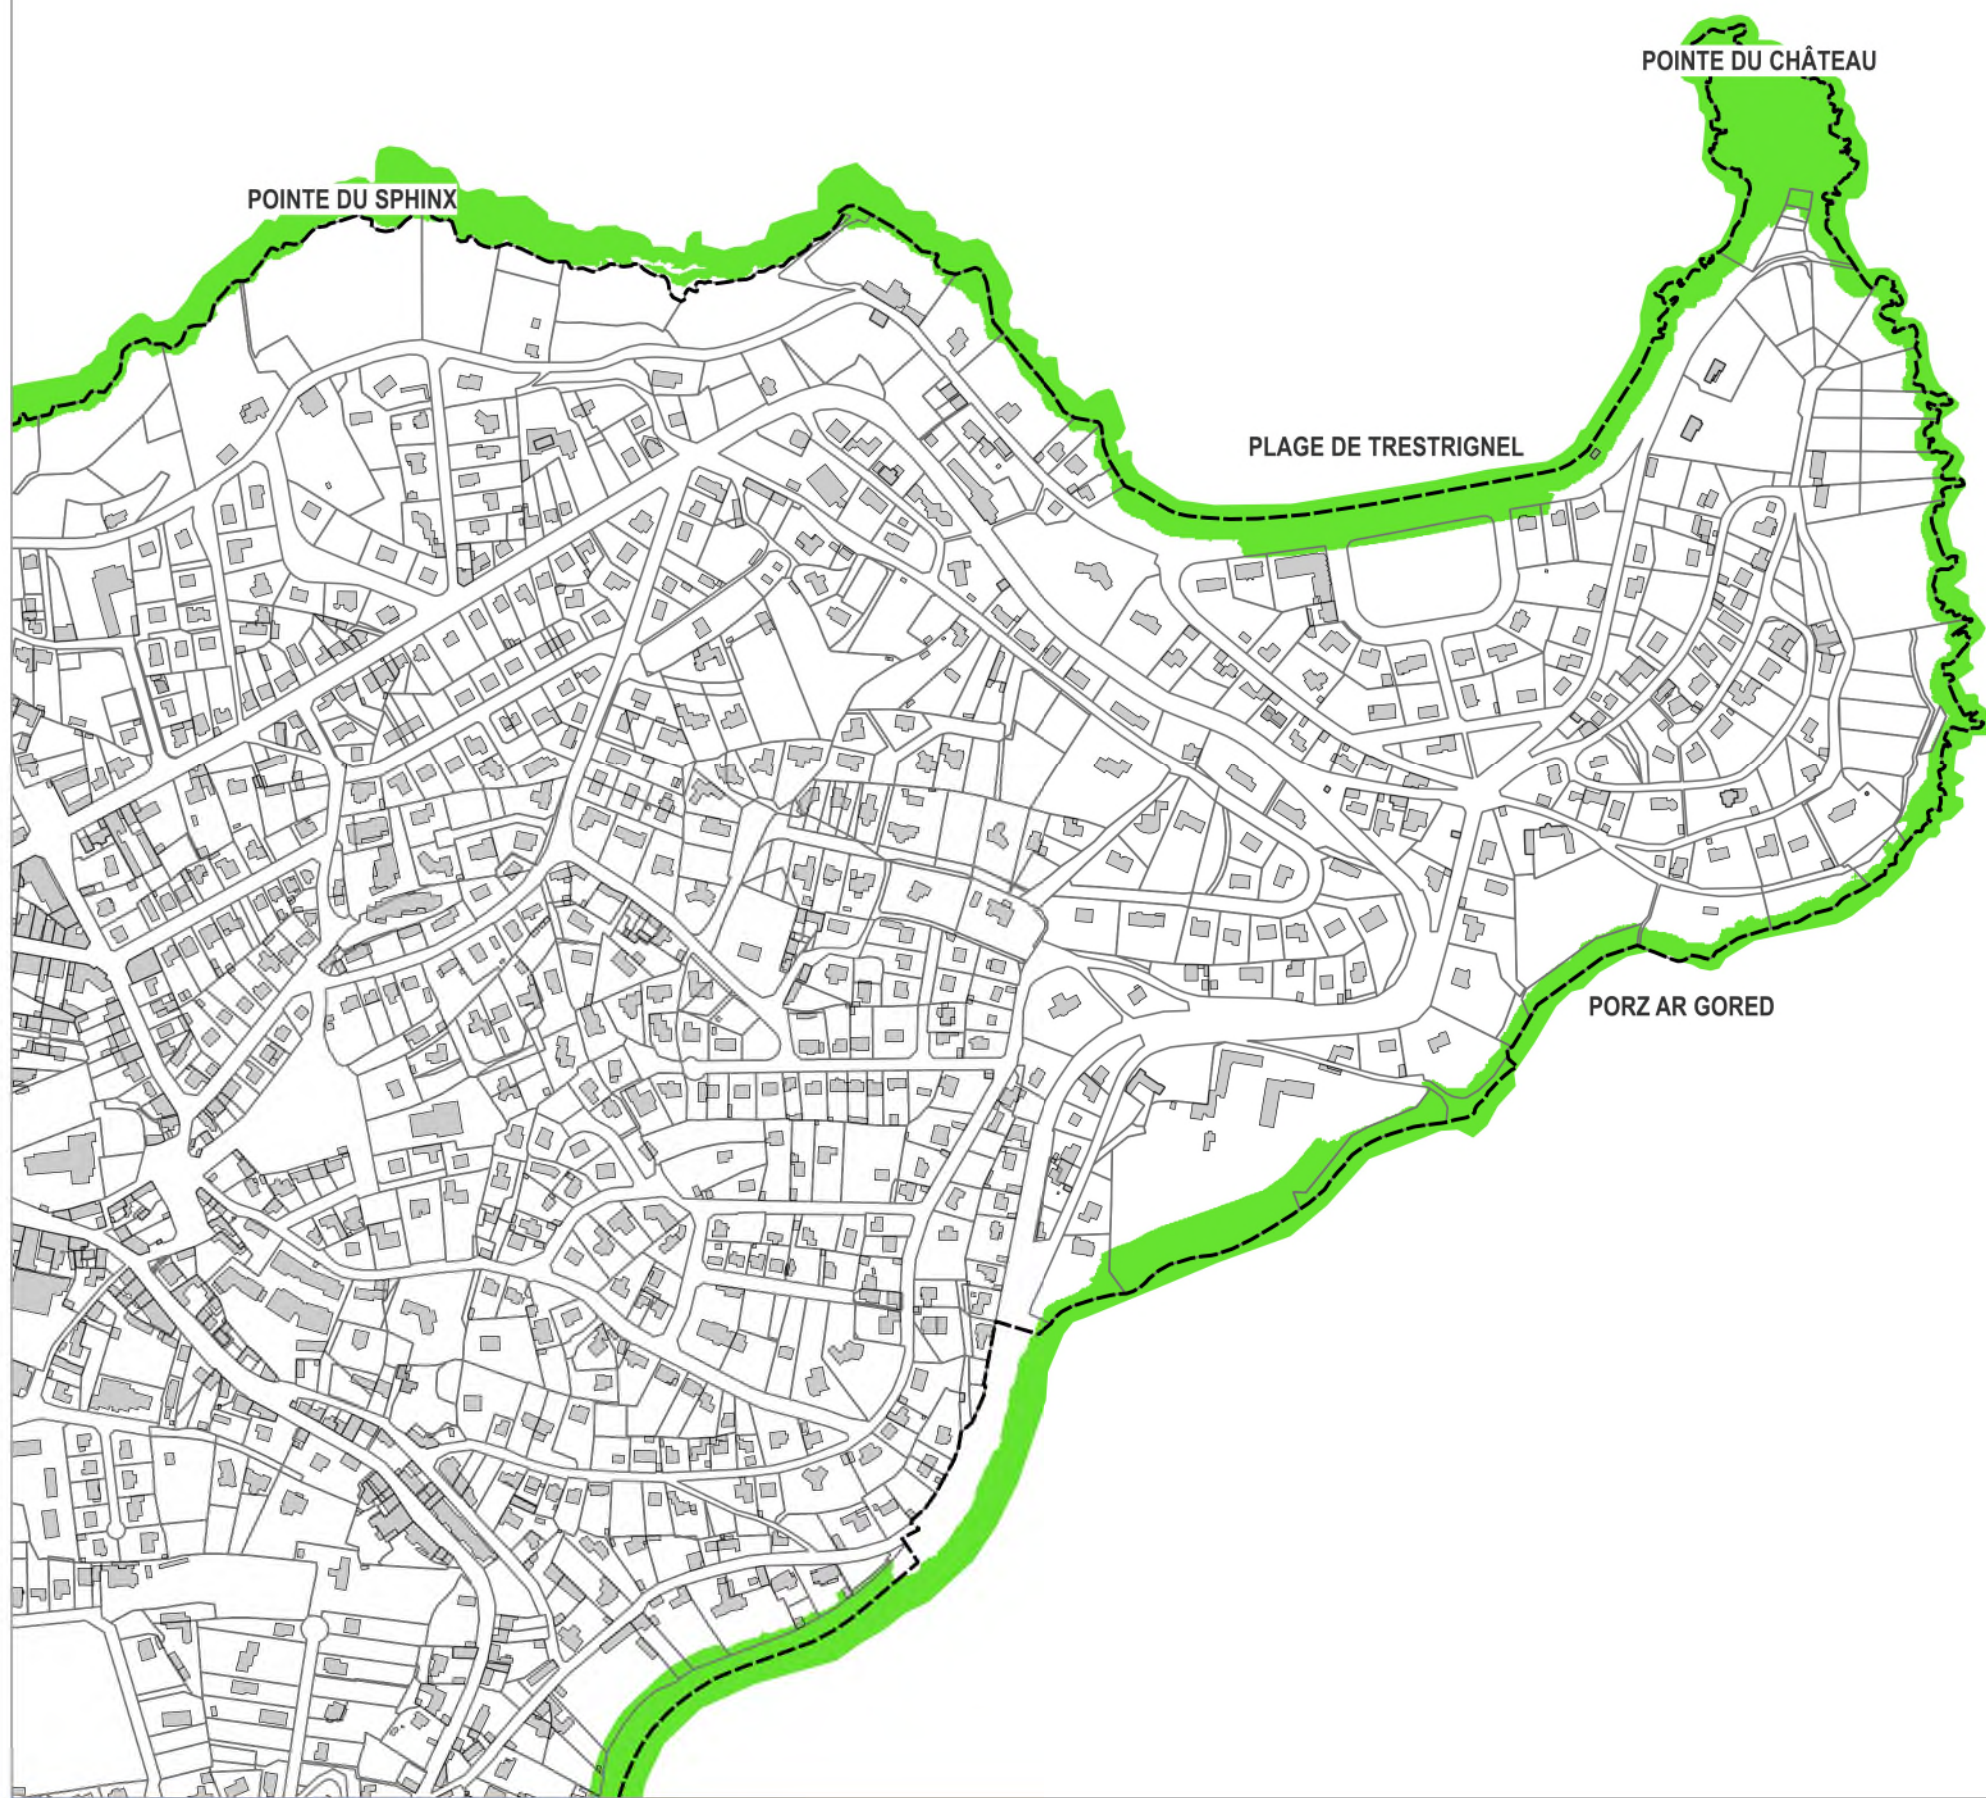 POINTE DU CHÂTEAU
POINTE DU SPHINX
PLAGE DE TRESTRIGNEL
PORZ AR GORED